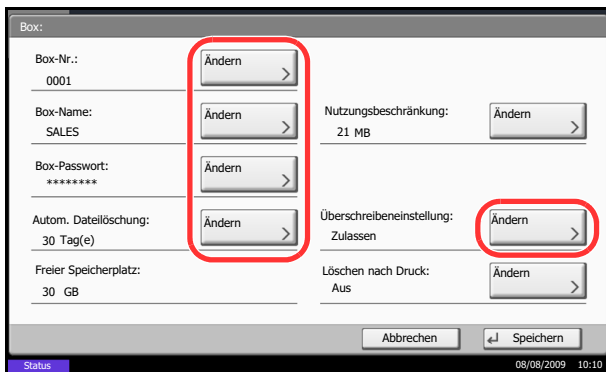 Box:
Box-Nr.:
0001
Ändern
Box-Name:
SALES
Ändern
Nutzungsbeschränkung:
21 MB
Ändern
Box-Passwort:
********
Ändern
Autom. Dateilöschung:
30 Tag(e)
Ändern
Überschreibeneinstellung:
Zulassen
Ändern
Freier Speicherplatz:
30 GB
Löschen nach Druck:
Aus
Ändern
Abbrechen
Speichern
Status
08/08/2009 10:10